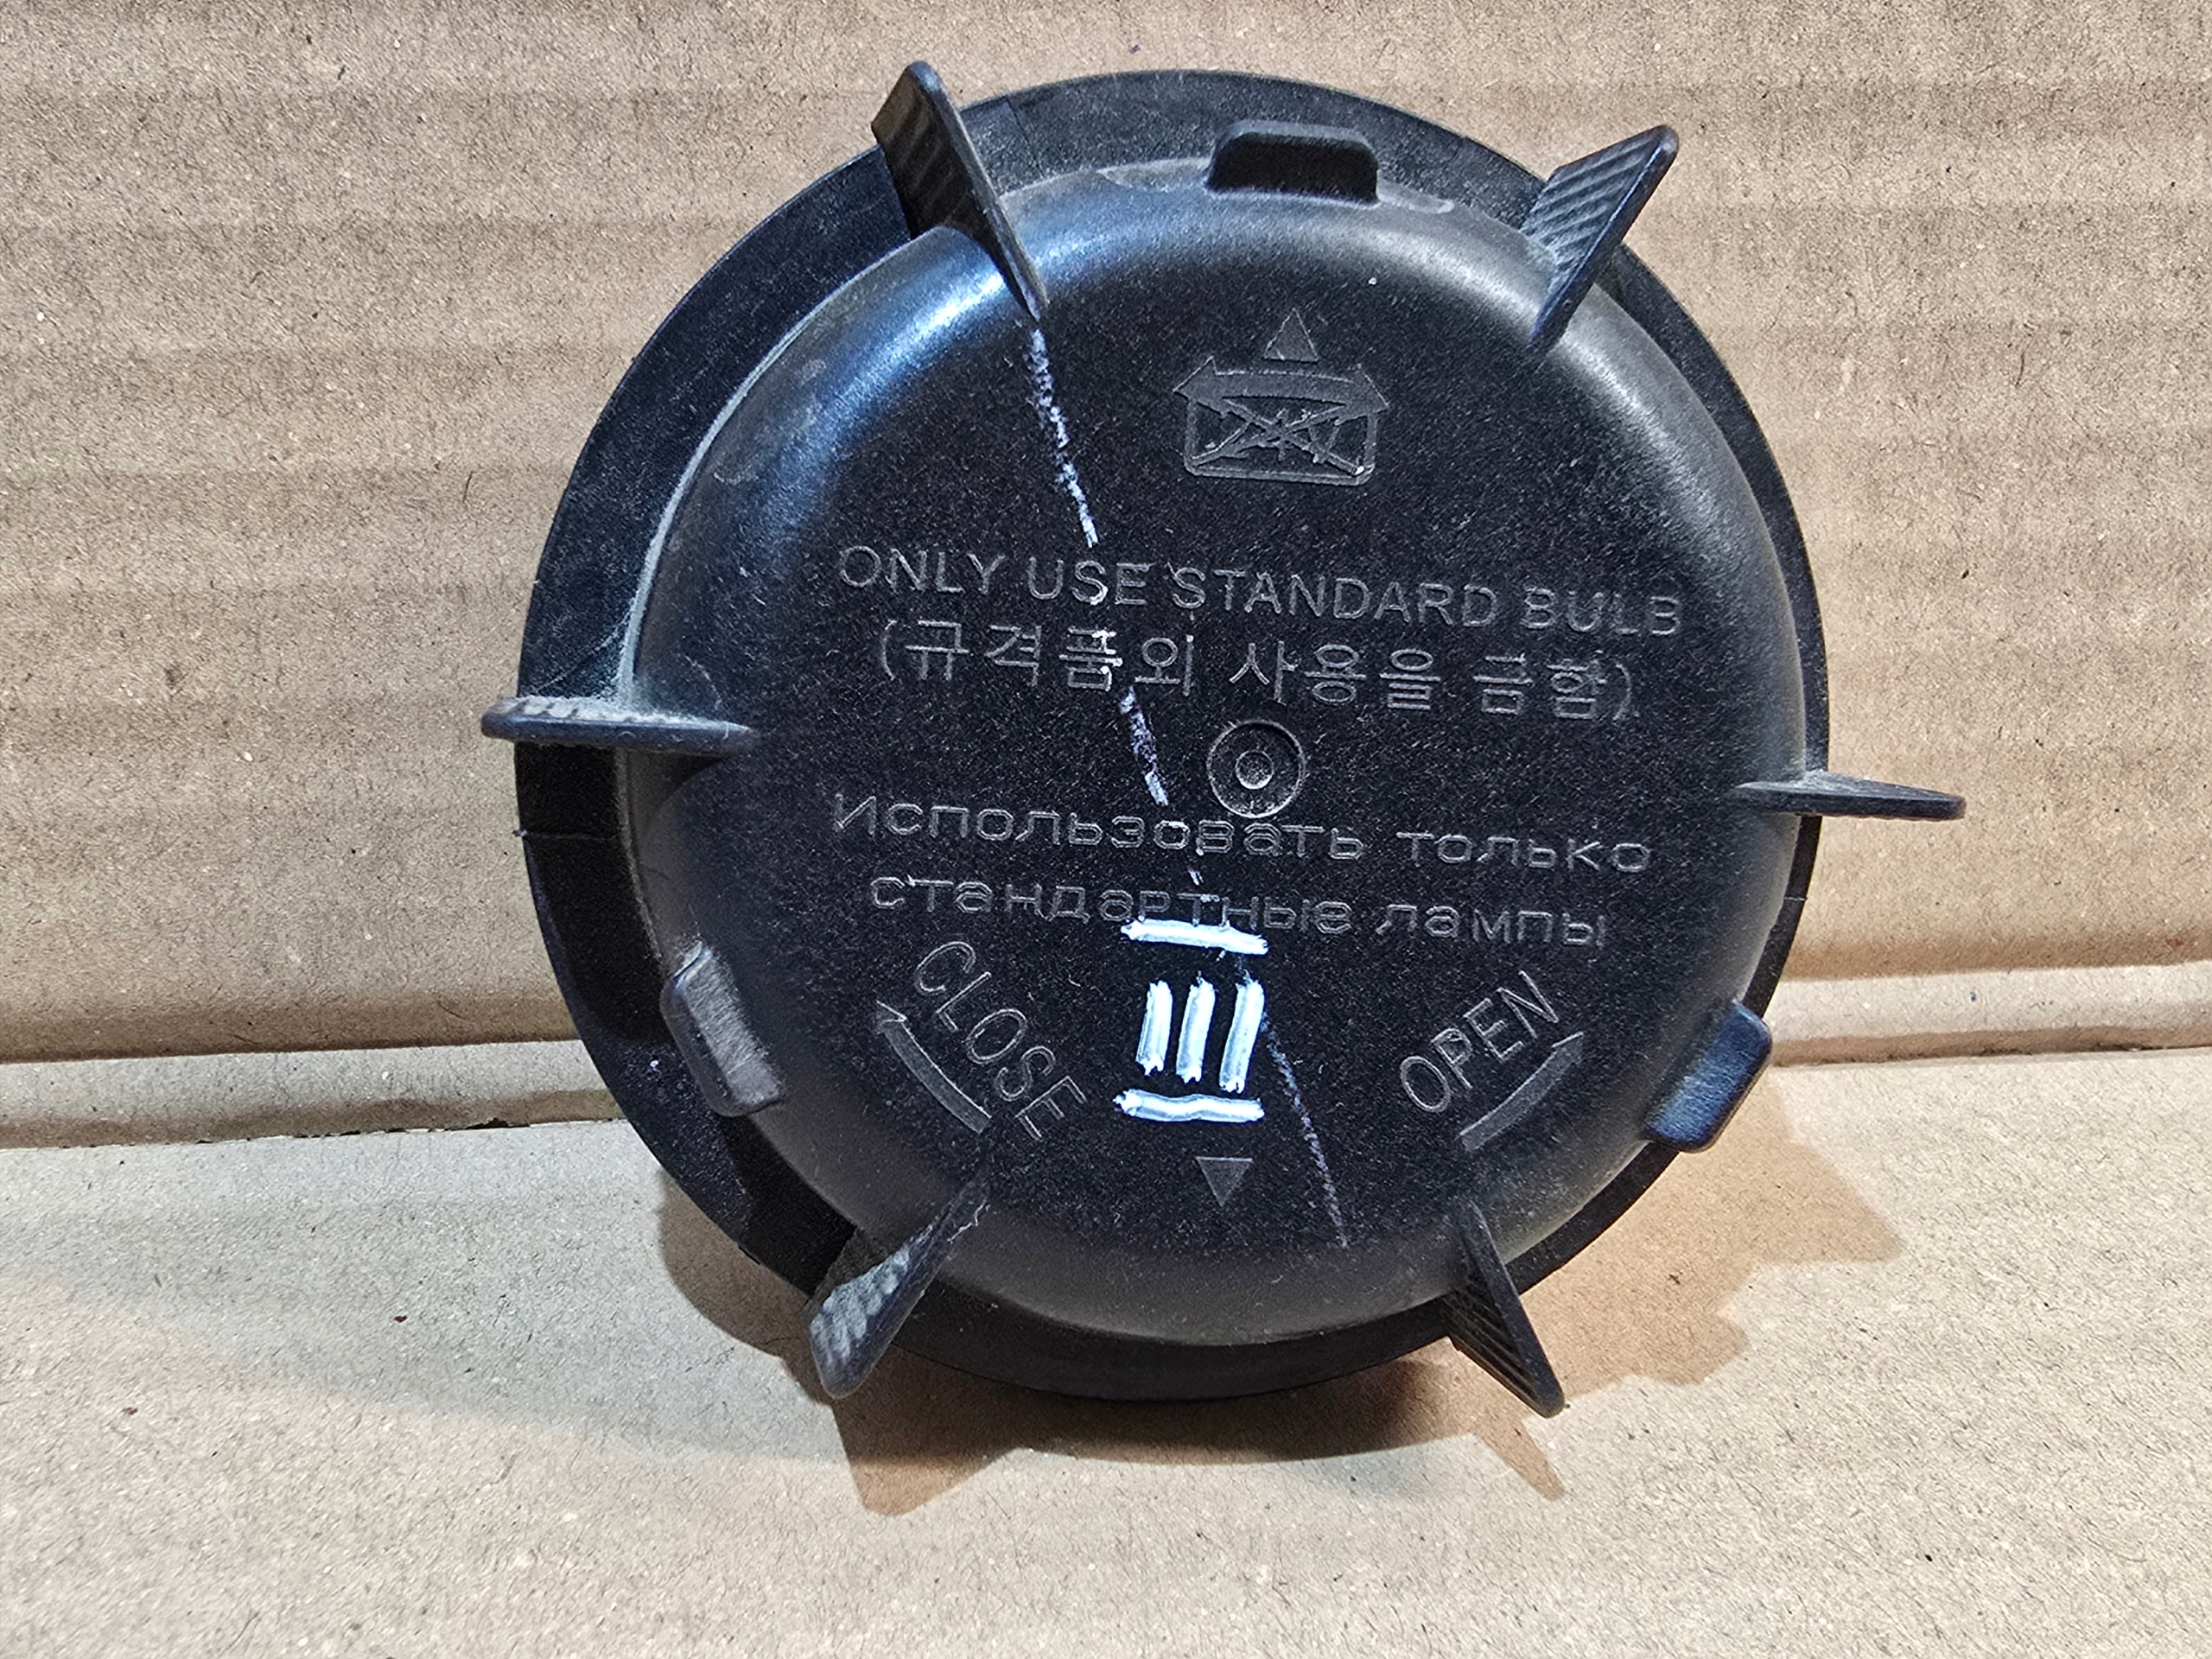 ONLY USE STANDARD BULB
(규격품외 사용을 금함)
Использовать только
стандартные лампы
CLOSE
OPEN
III